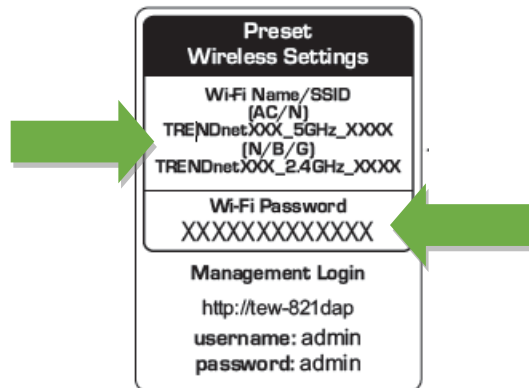 Preset
Wireless Settings
Wi-Fi Name/SSID
(AC/N)
TRENDnetXXX_5GHz_XXXX
(N/B/G)
TRENDnetXXX_2.4GHz_XXXX
Wi-Fi Password
XXXXXXXXXXXXX
Management Login
http://tew-821dap
username: admin
password: admin